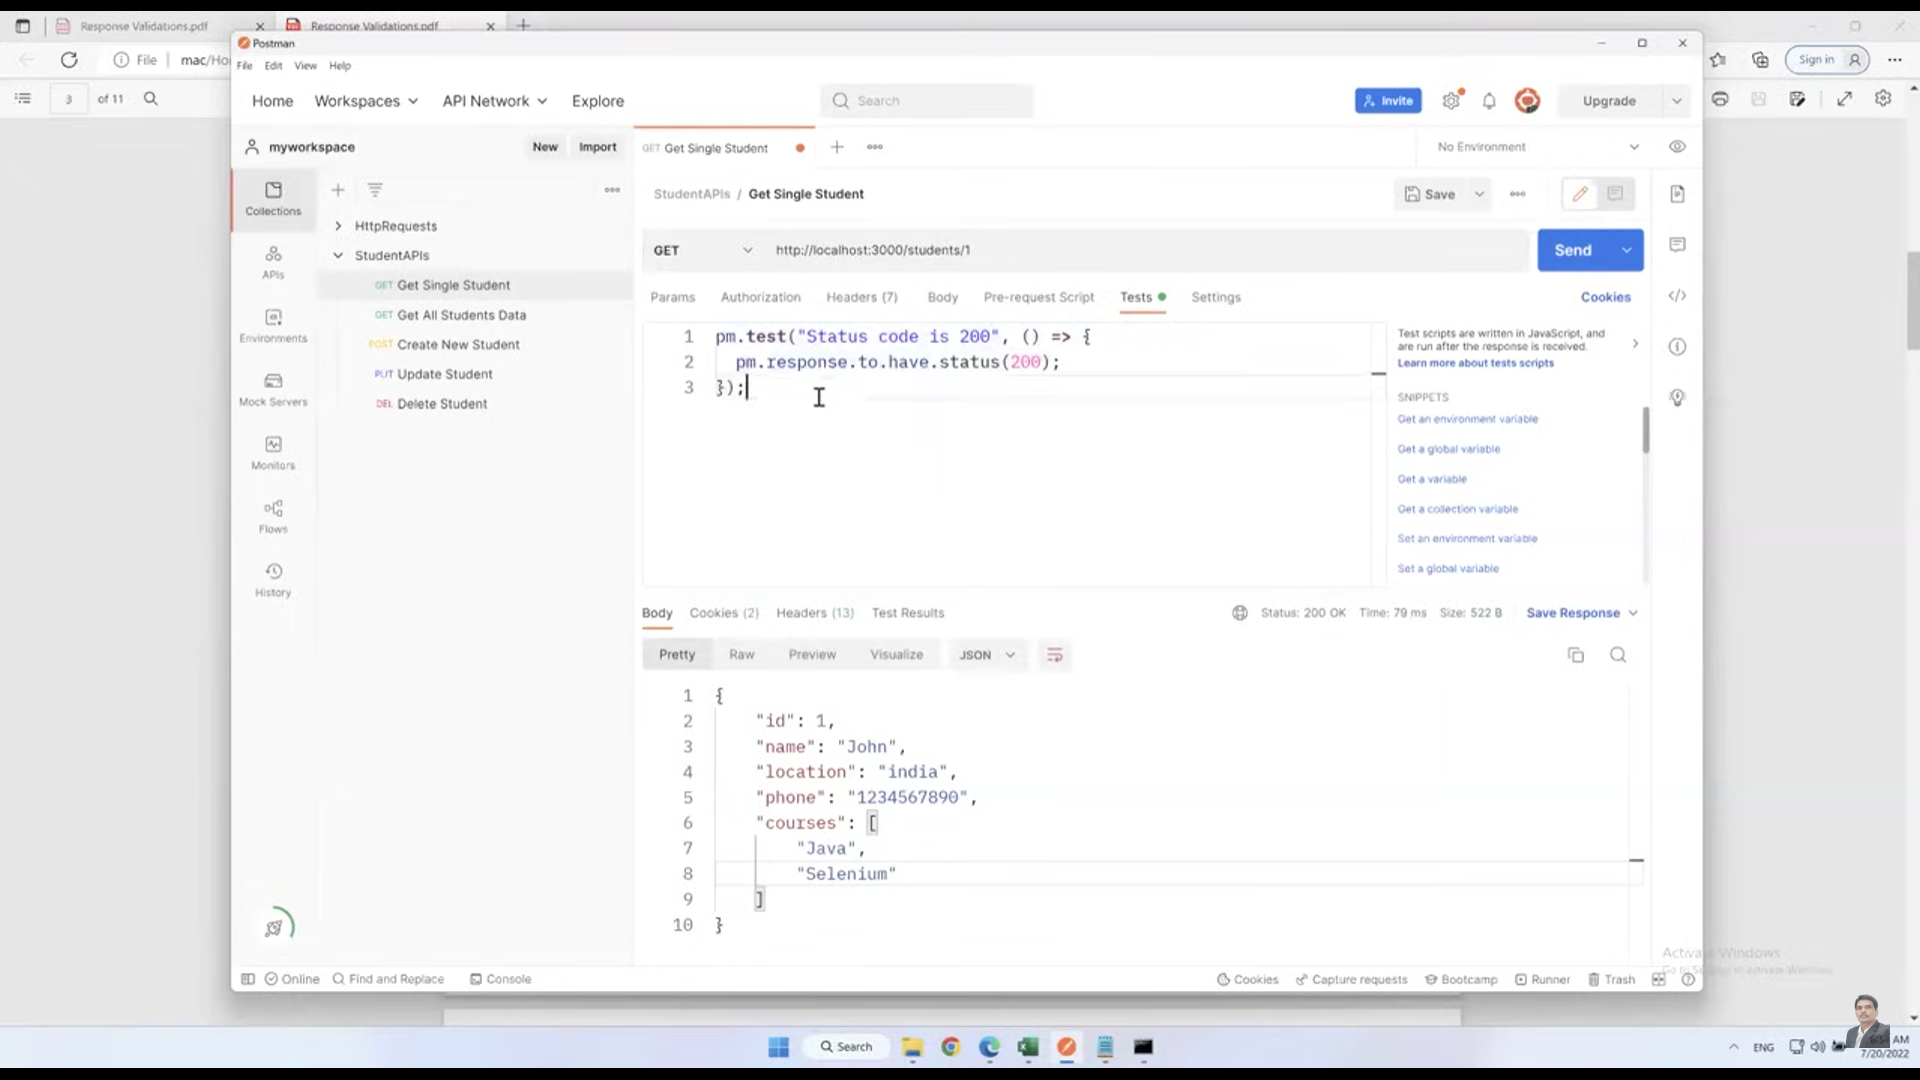 Response Validations.pdf
Response Validations.pdf
File
mac/Ho
Sign in
3
of 11
Postman
File Edit View Help
Home Workspaces API Network Explore
Search
Invite
Upgrade
myworkspace
New Import
GET Get Single Student
No Environment
Collections
APIs
Environments
Mock Servers
Monitors
Flows
History
HttpRequests
StudentAPIs
GET Get Single Student
GET Get All Students Data
POST Create New Student
PUT Update Student
DEL Delete Student
StudentAPIs / Get Single Student
Save
GET
http://localhost:3000/students/1
Send
Params Authorization Headers (7) Body Pre-request Script Tests Settings
Cookies
1 pm.test("Status code is 200", () => {
2 pm.response.to.have.status(200);
3 });
Test scripts are written in JavaScript, and
are run after the response is received.
Learn more about tests scripts
SNIPPETS
Get an environment variable
Get a global variable
Get a variable
Get a collection variable
Set an environment variable
Set a global variable
Body Cookies (2) Headers (13) Test Results
Status: 200 OK Time: 79 ms Size: 522 B
Save Response
Pretty Raw Preview Visualize JSON
1 {
2 "id": 1,
3 "name": "John",
4 "location": "india",
5 "phone": "1234567890",
6 "courses": [
7 "Java",
8 "Selenium"
9 ]
10 }
Online Find and Replace Console
Cookies Capture requests Bootcamp Runner Trash
Activate Windows
Go to Settings to activate Windows.
Search
ENG
AM
7/20/2022